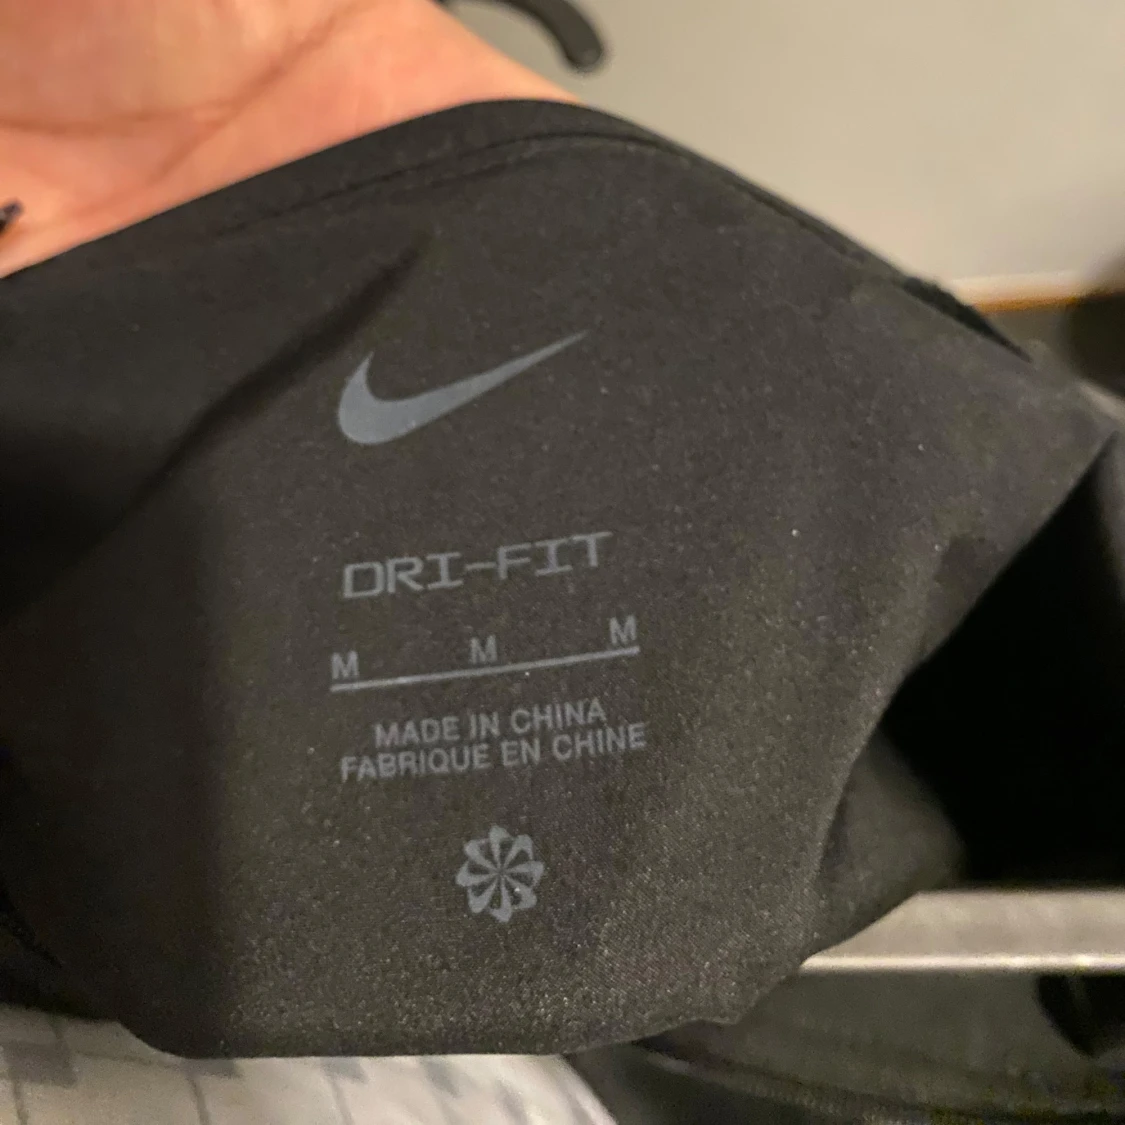 DRI-FIT
M M M
MADE IN CHINA
FABRIQUE EN CHINE